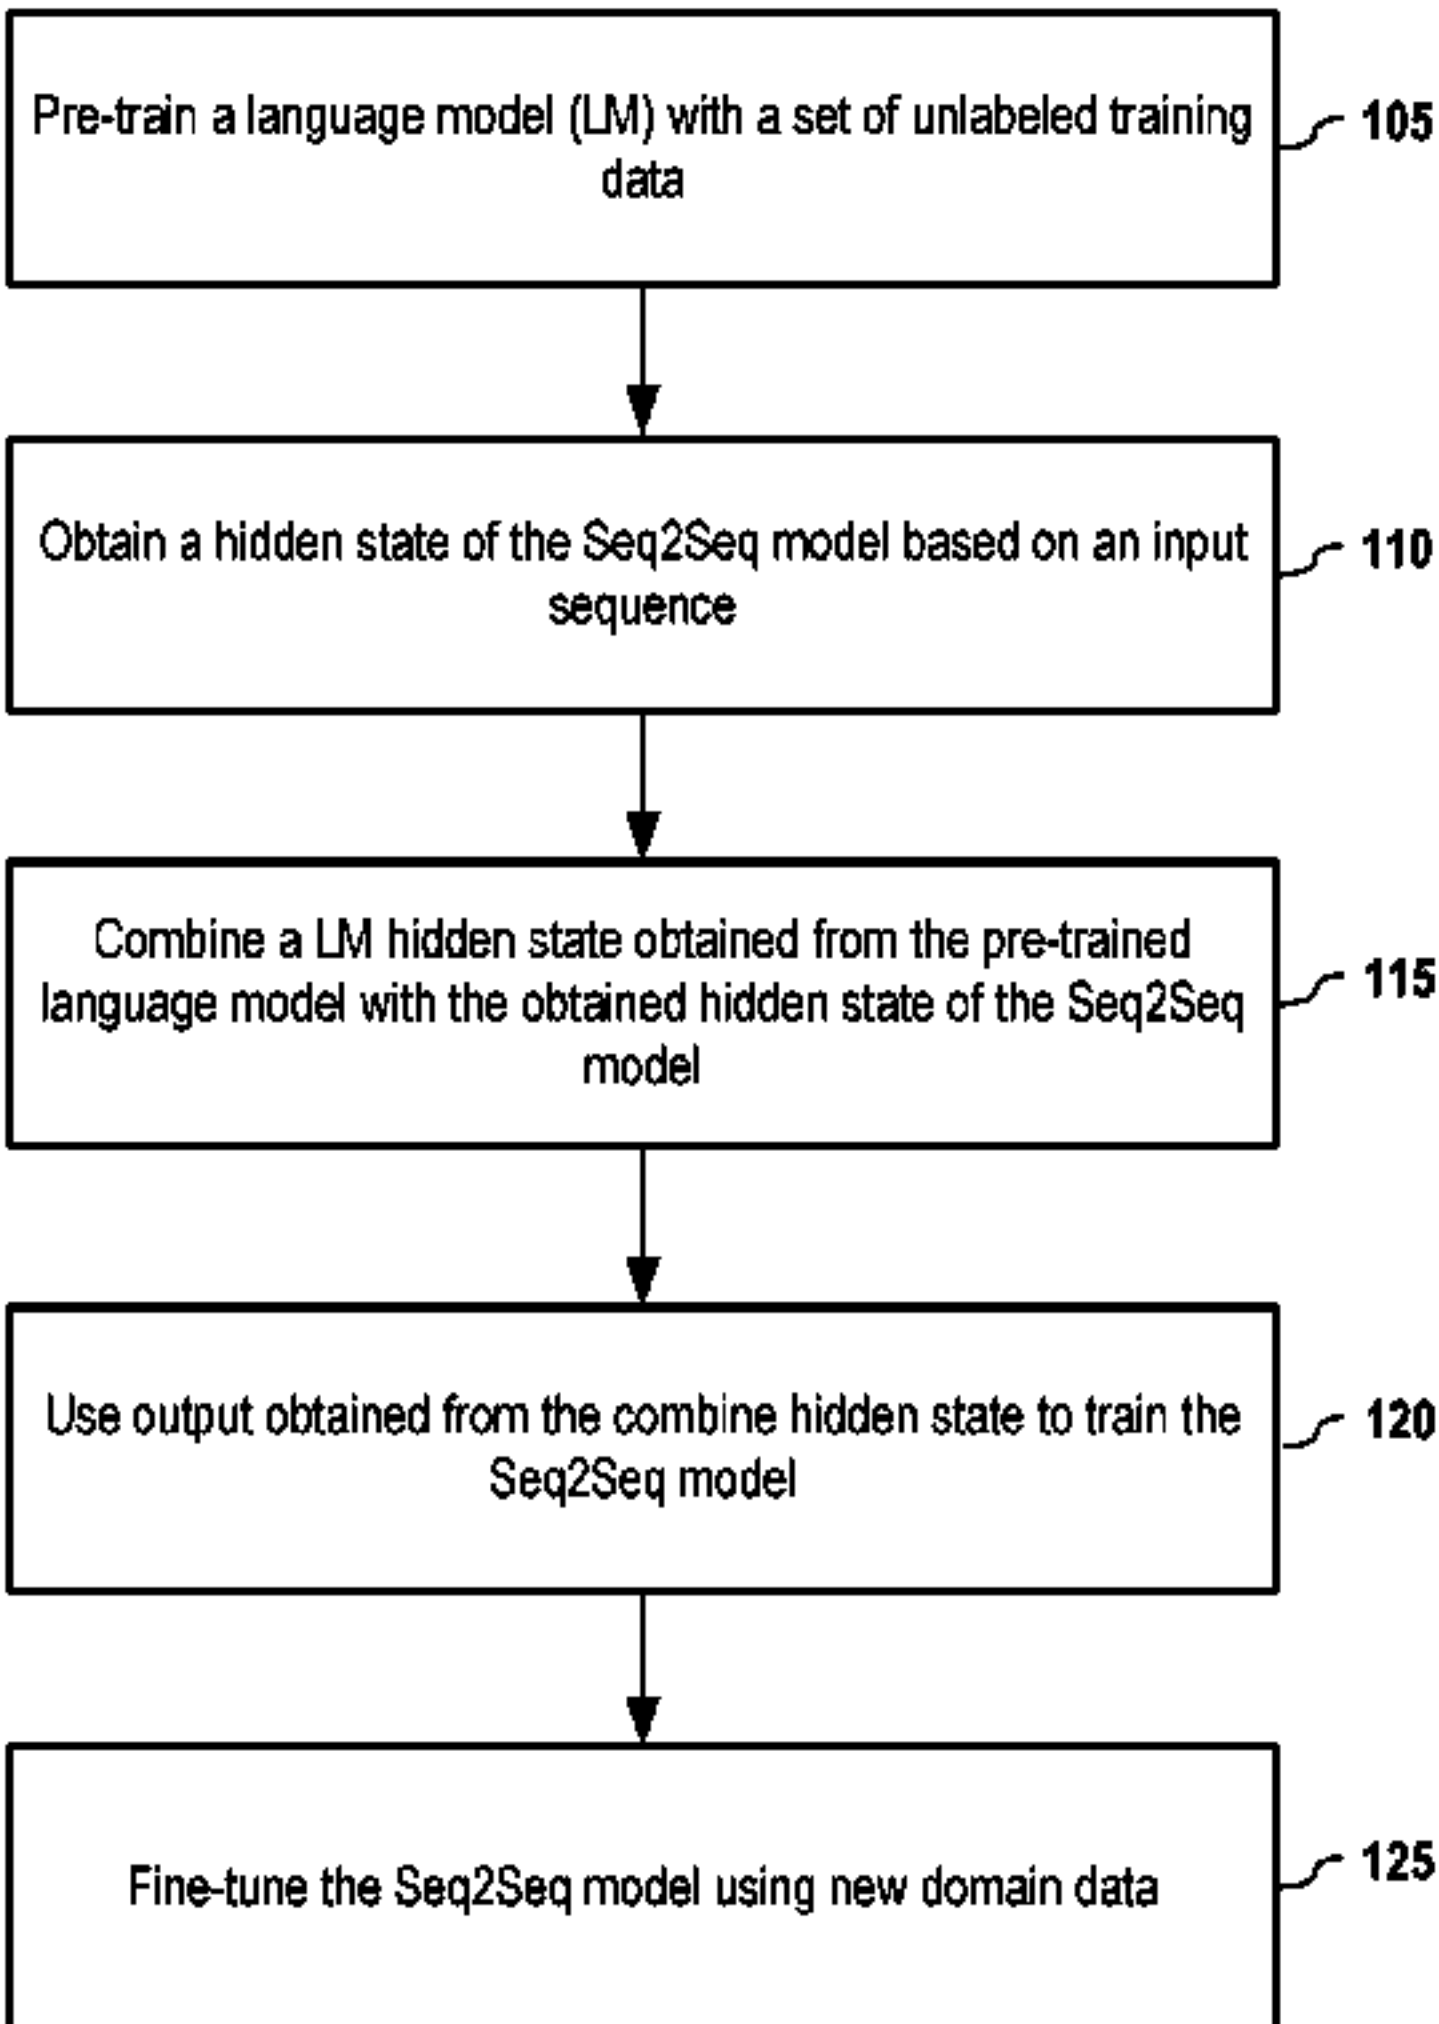 Pre-train a language model (LM) with a set of unlabeled training
data
105
Obtain a hidden state of the Seq2Seq model based on an input
sequence
110
Combine a LM hidden state obtained from the pre-trained
language model with the obtained hidden state of the Seq2Seq
model
115
Use output obtained from the combine hidden state to train the
Seq2Seq model
120
Fine-tune the Seq2Seq model using new domain data
125